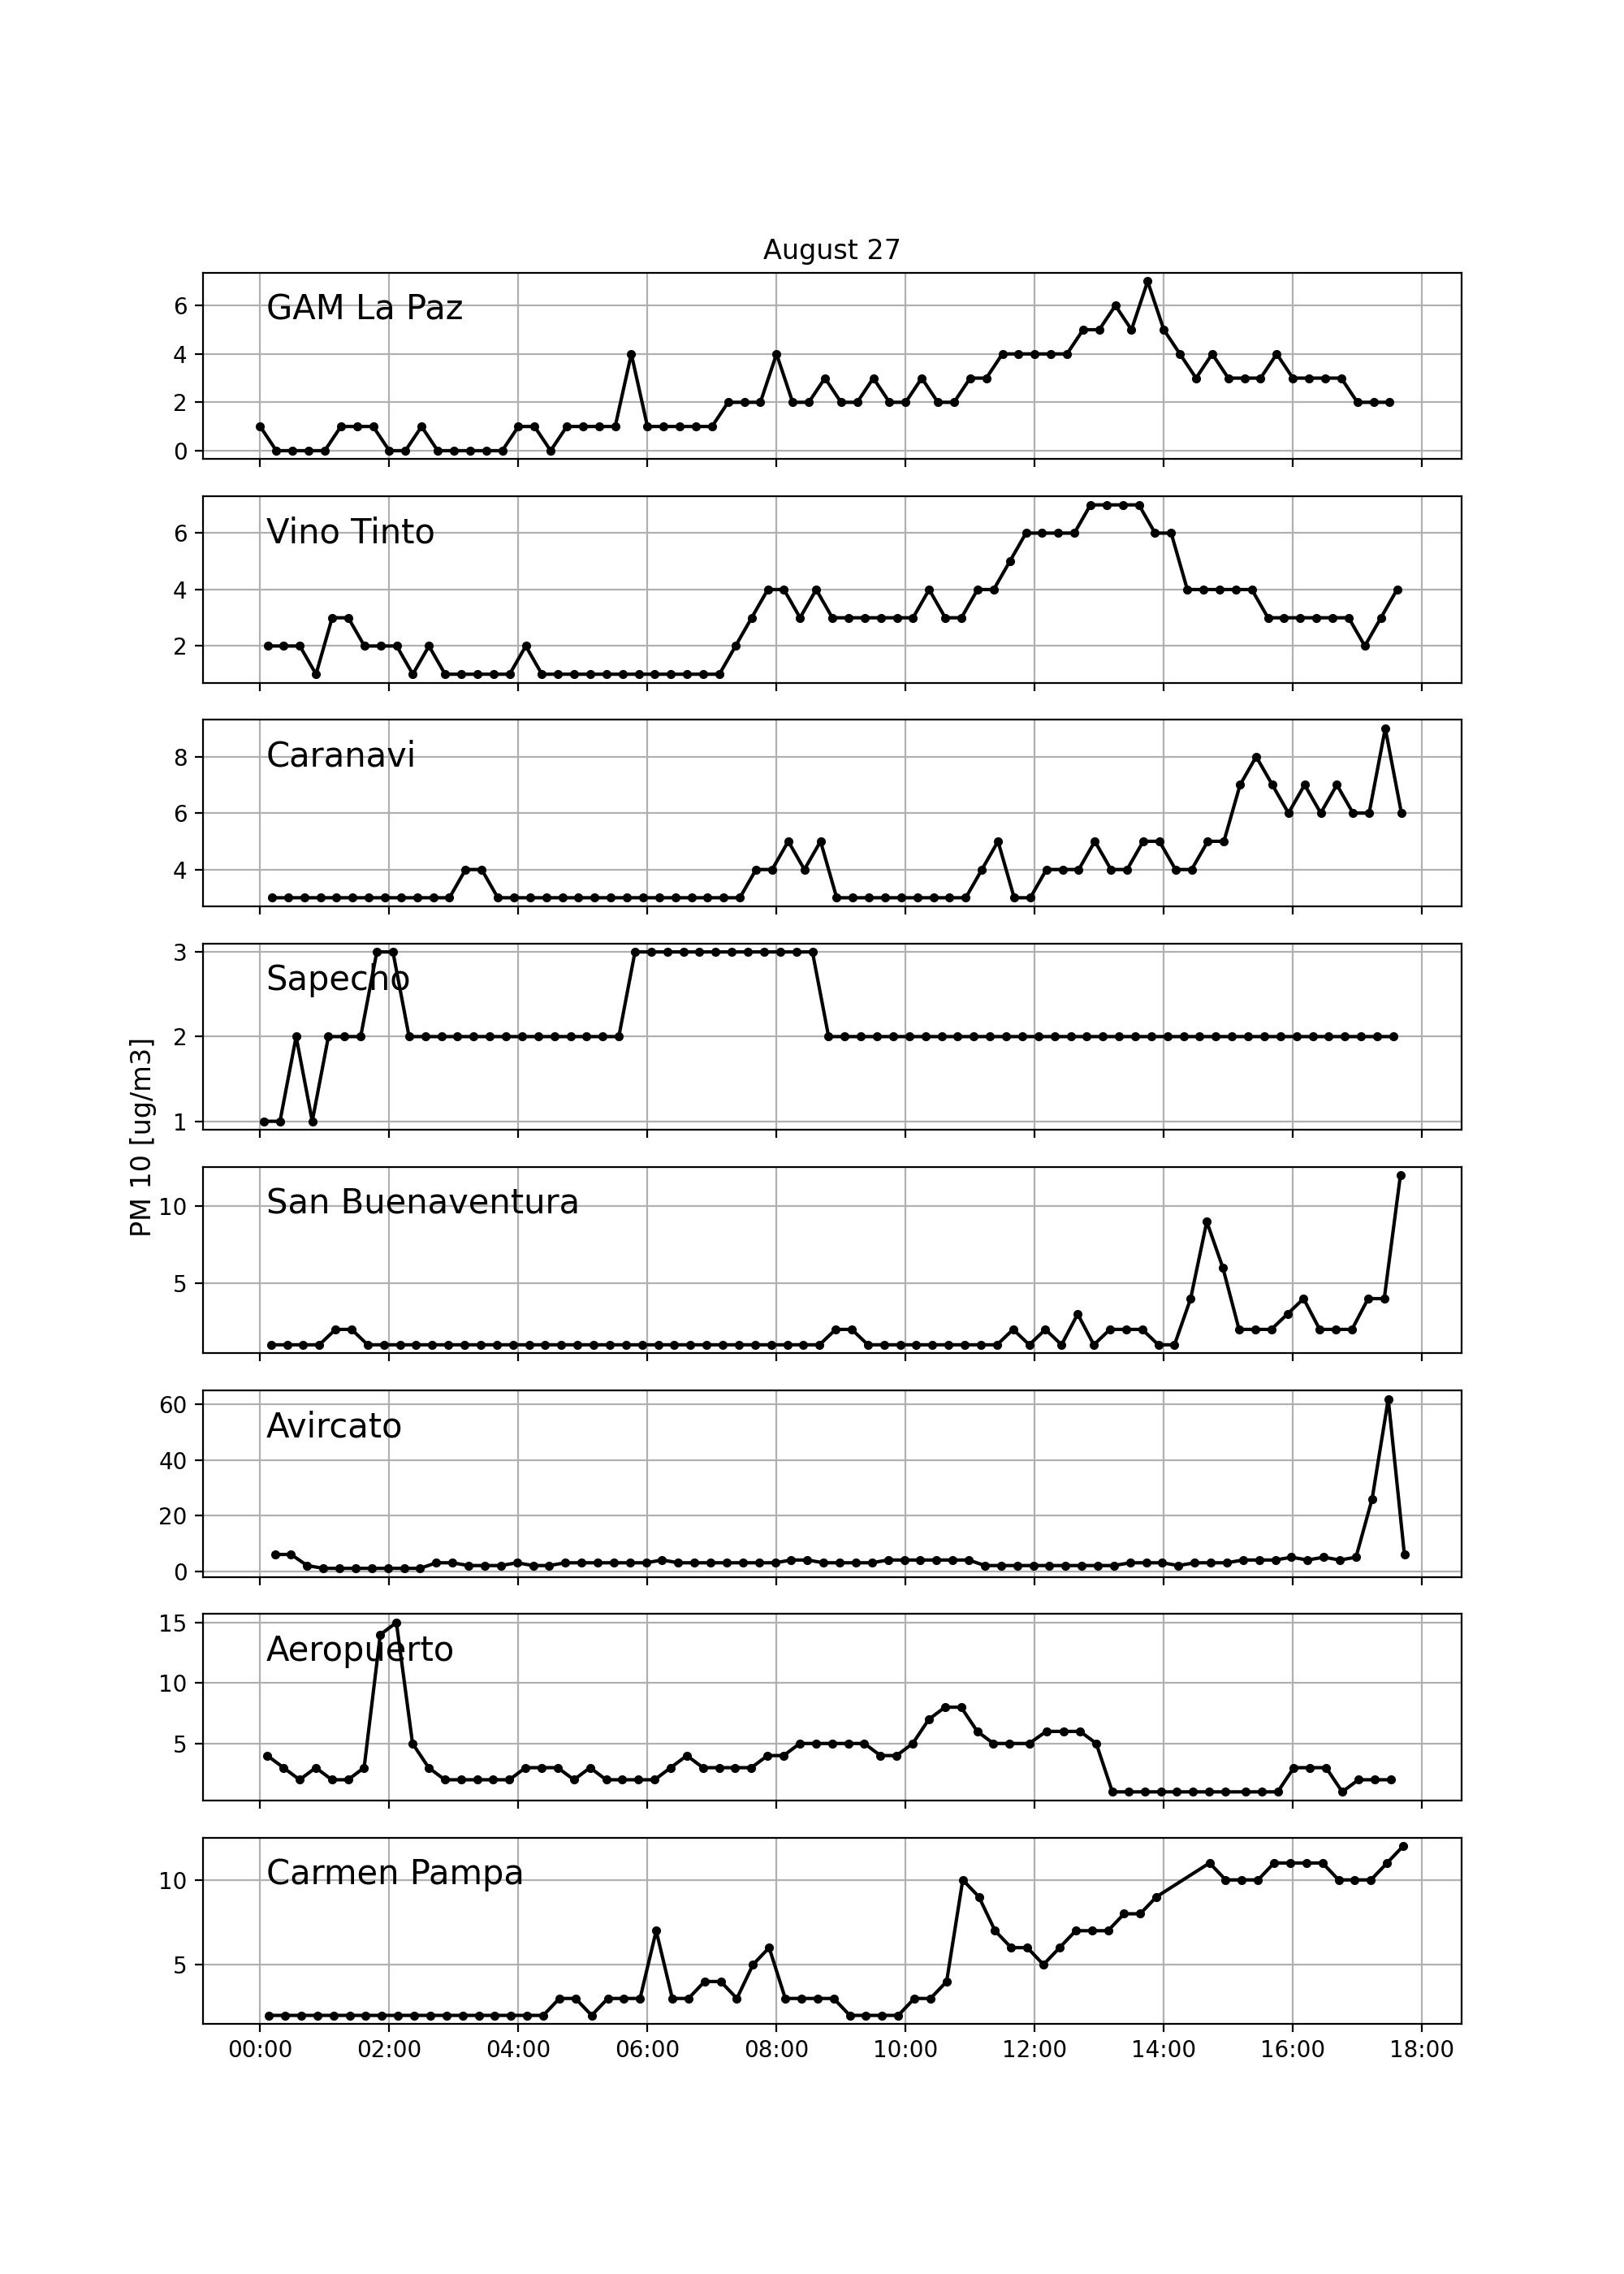 August 27
GAM La Paz
6
4
2
0
Vino Tinto
6
4
2
Caranavi
8
6
4
Sapecho
3
2
1
PM 10 [ug/m3]
San Buenaventura
10
5
Avircato
60
40
20
0
Aeropuerto
15
10
5
Carmen Pampa
10
5
00:00 02:00 04:00 06:00 08:00 10:00 12:00 14:00 16:00 18:00